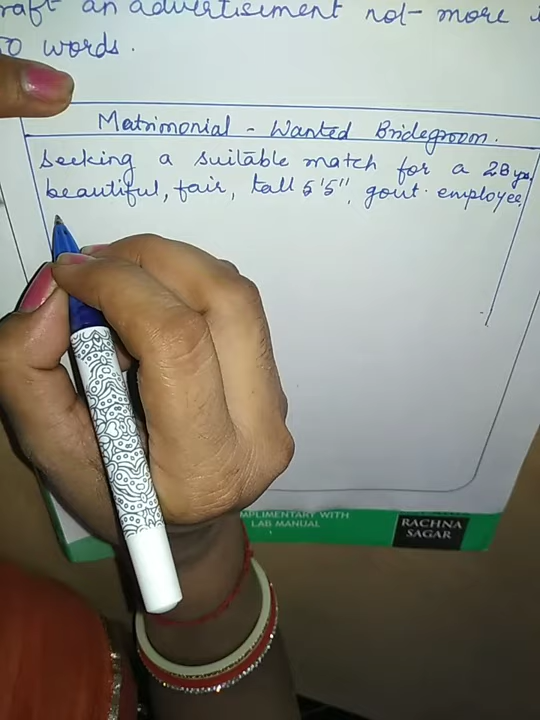 raft an advertisement not more
50 words.
Matrimonial - Wanted Bridegroom.
Seeking a suitable match for a 28 yrs,
beautiful, fair, tall 5'5", govt. employee
MPLIMENTARY WITH
LAB MANUAL
RACHNA
SAGAR